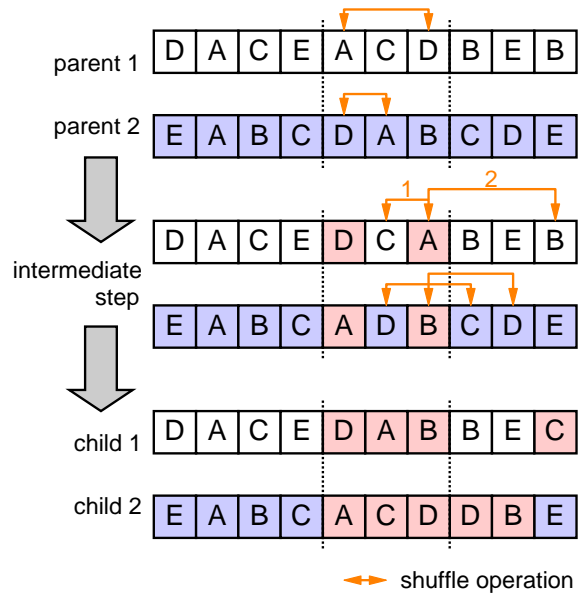 parent 1 D A C E A C D B E B
parent 2 E A B C D A B C D E
1 2
D A C E D C A B E B
intermediate
step
E A B C A D B C D E
child 1 D A C E D A B B E C
child 2 E A B C A C D D B E
shuffle operation